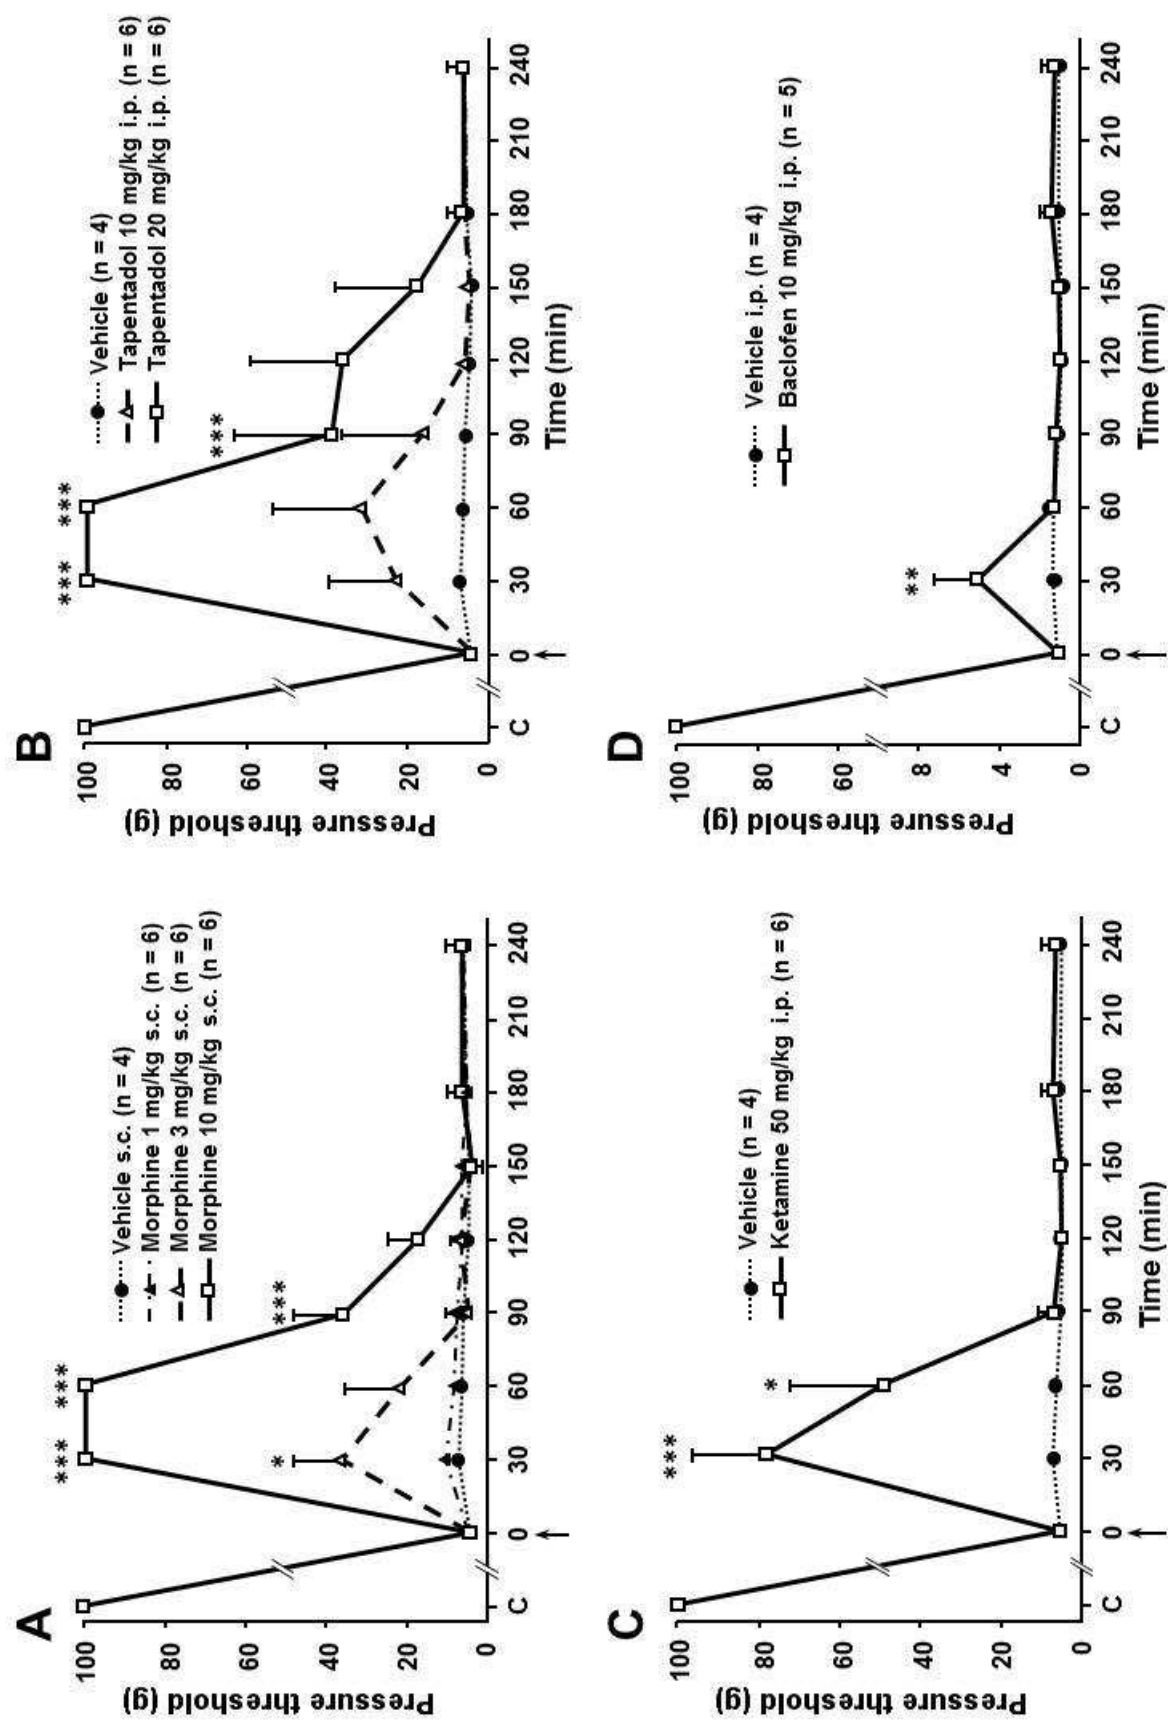 A
Pressure threshold (g)
100
80
60
40
20
0
Vehicle s.c. (n = 4)
Morphine 1 mg/kg s.c. (n = 6)
Morphine 3 mg/kg s.c. (n = 6)
Morphine 10 mg/kg s.c. (n = 6)
***
***
***
*
C
0
30
60
90
120
150
180
210
240
Time (min)
B
Pressure threshold (g)
100
80
60
40
20
0
Vehicle (n = 4)
Tapentadol 10 mg/kg i.p. (n = 6)
Tapentadol 20 mg/kg i.p. (n = 6)
***
***
***
C
0
30
60
90
120
150
180
210
240
Time (min)
C
Pressure threshold (g)
100
80
60
40
20
0
Vehicle (n = 4)
Ketamine 50 mg/kg i.p. (n = 6)
***
*
C
0
30
60
90
120
150
180
210
240
Time (min)
D
Pressure threshold (g)
100
80
60
8
4
0
Vehicle i.p. (n = 4)
Baclofen 10 mg/kg i.p. (n = 5)
**
C
0
30
60
90
120
150
180
210
240
Time (min)